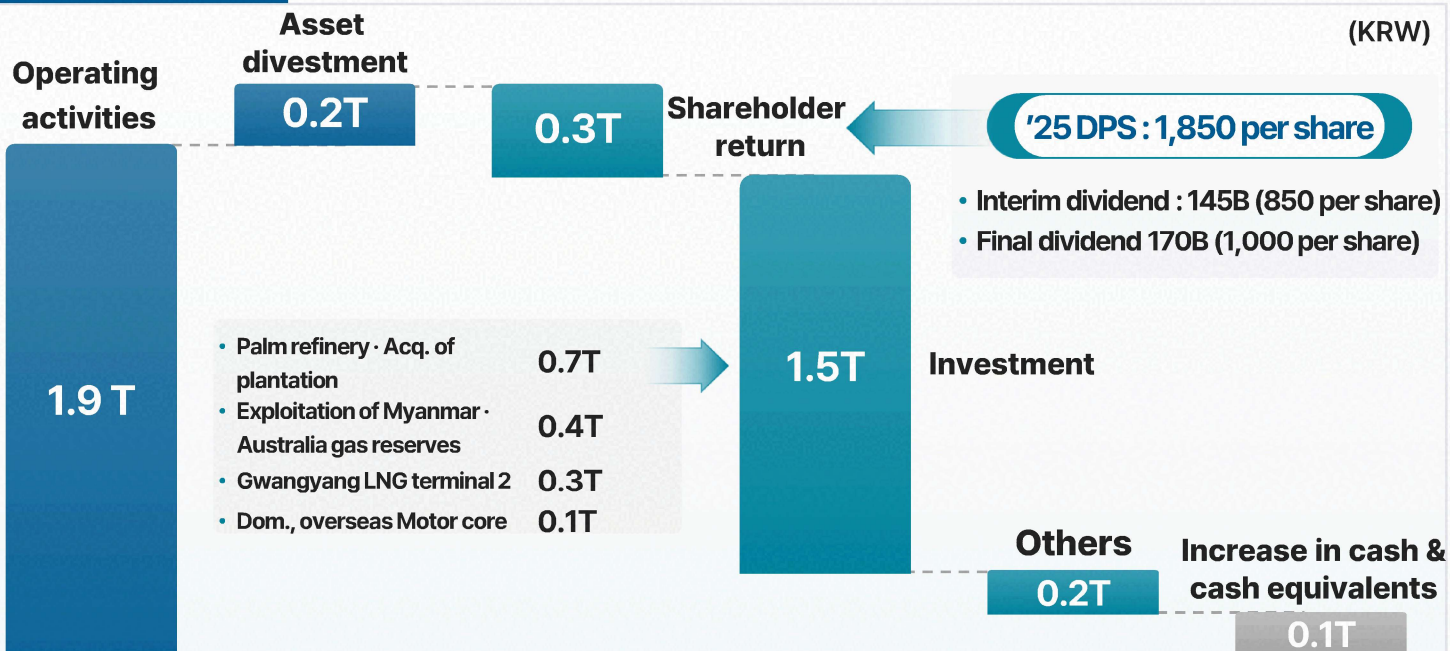 (KRW)
Operating
activities
1.9 T
Asset
divestment
0.2T
0.3T
Shareholder
return
’25 DPS : 1,850 per share
• Interim dividend : 145B (850 per share)
• Final dividend 170B (1,000 per share)
• Palm refinery · Acq. of
plantation
0.7T
• Exploitation of Myanmar ·
Australia gas reserves
0.4T
• Gwangyang LNG terminal 2 0.3T
• Dom., overseas Motor core 0.1T
1.5T
Investment
Others
0.2T
Increase in cash &
cash equivalents
0.1T